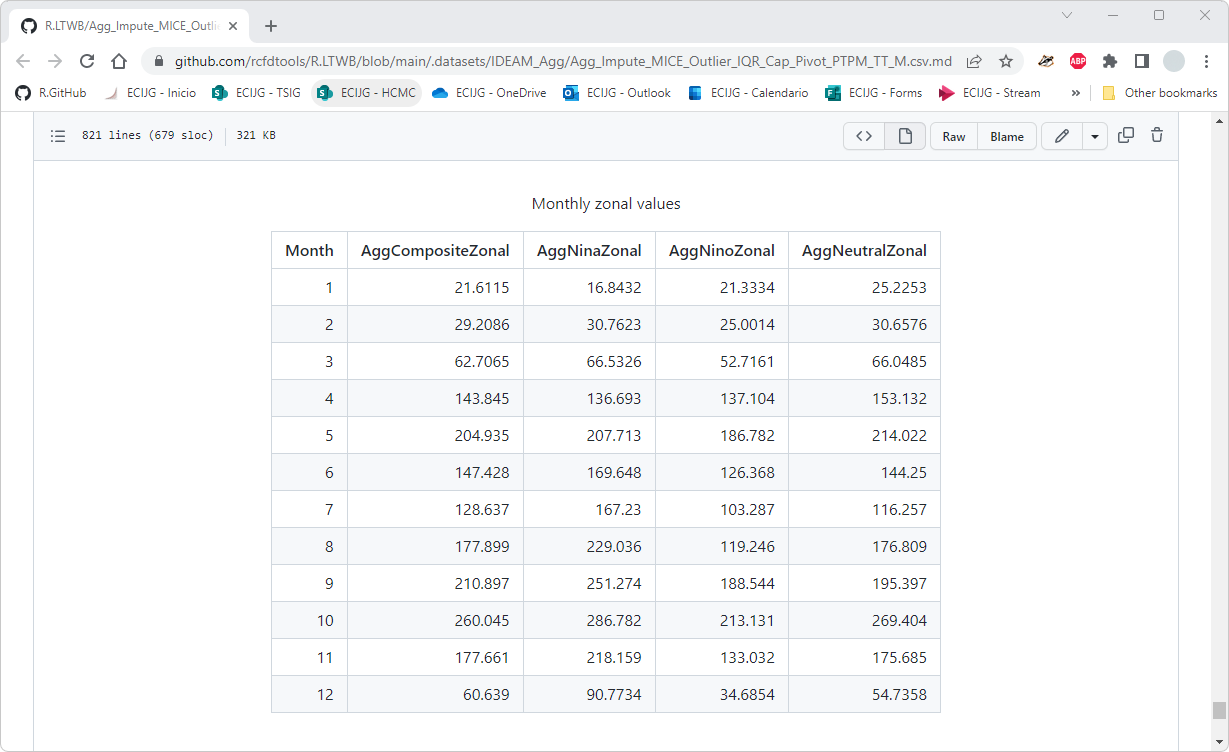 R.LTWB/Agg_Impute_MICE_Outlie
github.com/rcfdtools/R.LTWB/blob/main/.datasets/IDEAM_Agg/Agg_Impute_MICE_Outlier_IQR_Cap_Pivot_PTPM_TT_M.csv.md ABP
R.GitHub ECIJG - Inicio ECIJG - TSIG ECIJG - HCMC ECIJG - OneDrive ECIJG - Outlook ECIJG - Calendario ECIJG - Forms ECIJG - Stream » Other bookmarks
821 lines (679 sloc) 321 KB <> Raw Blame
Monthly zonal values
Month AggCompositeZonal AggNinaZonal AggNinoZonal AggNeutralZonal
1 21.6115 16.8432 21.3334 25.2253
2 29.2086 30.7623 25.0014 30.6576
3 62.7065 66.5326 52.7161 66.0485
4 143.845 136.693 137.104 153.132
5 204.935 207.713 186.782 214.022
6 147.428 169.648 126.368 144.25
7 128.637 167.23 103.287 116.257
8 177.899 229.036 119.246 176.809
9 210.897 251.274 188.544 195.397
10 260.045 286.782 213.131 269.404
11 177.661 218.159 133.032 175.685
12 60.639 90.7734 34.6854 54.7358